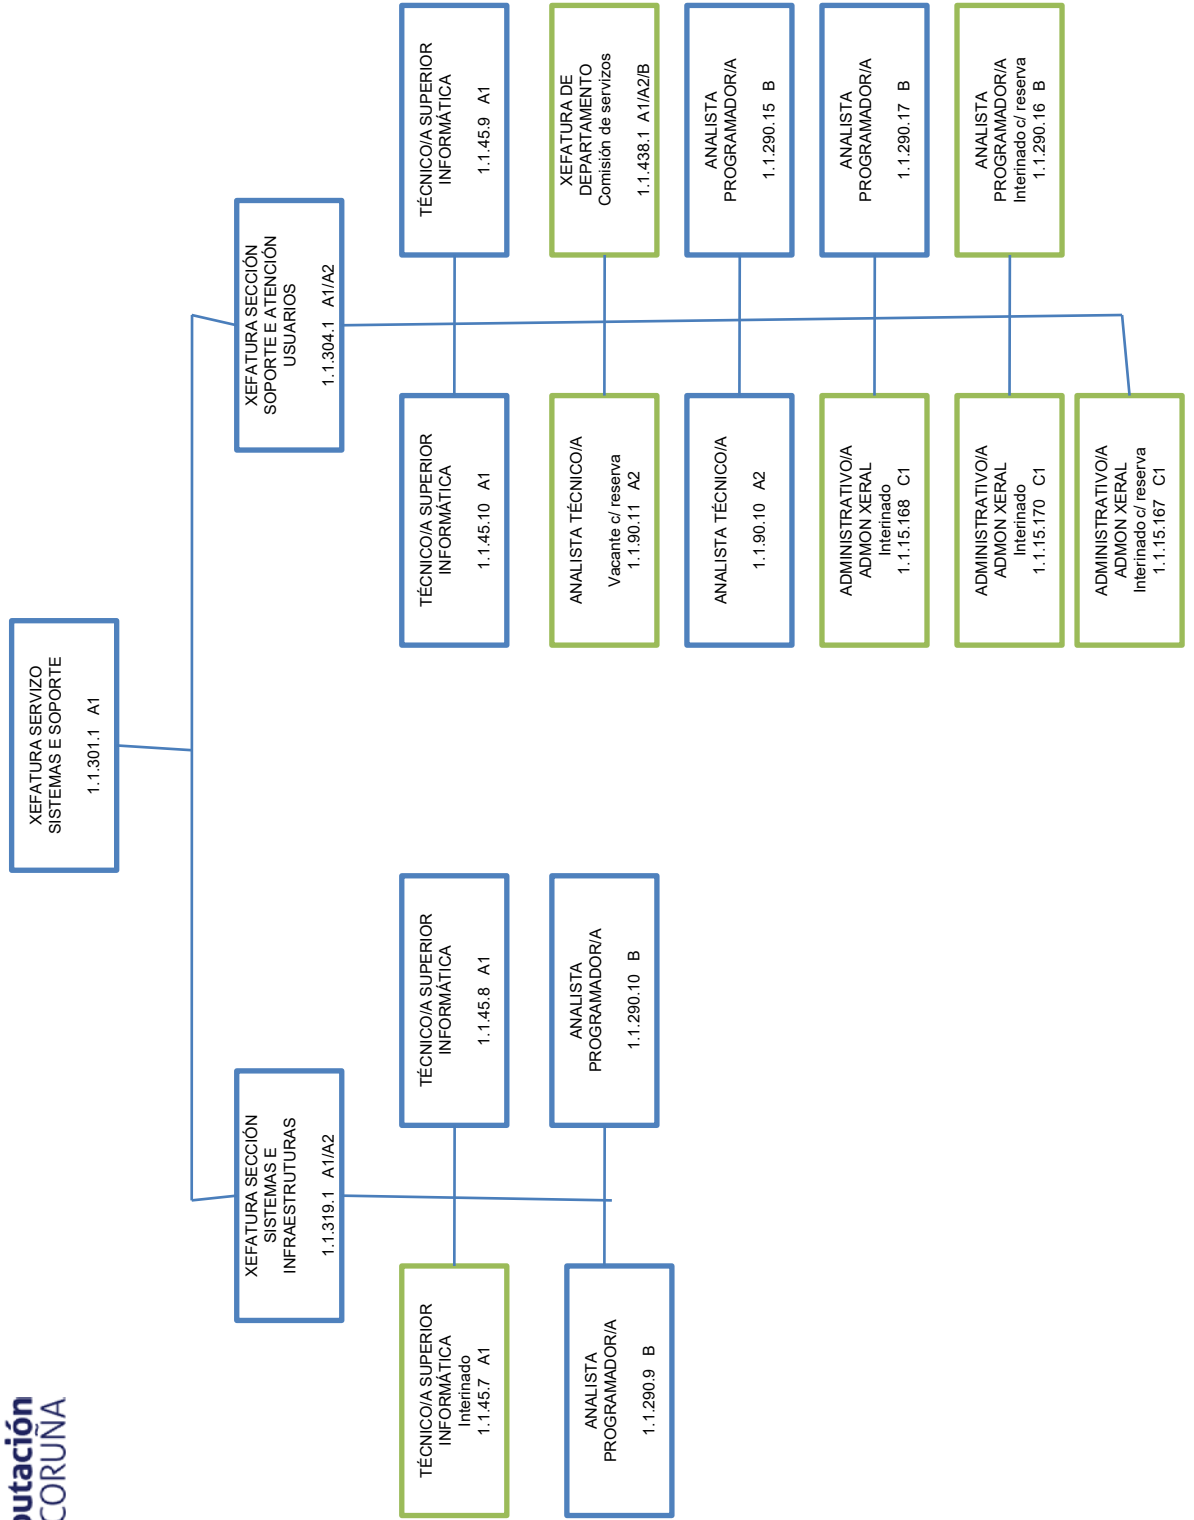 putación
CORUÑA
XEFATURA SERVIZO
SISTEMAS E SOPORTE
1.1.301.1 A1
XEFATURA SECCIÓN
SISTEMAS E
INFRAESTRUTURAS
1.1.319.1 A1/A2
XEFATURA SECCIÓN
SOPORTE E ATENCIÓN
USUARIOS
1.1.304.1 A1/A2
TÉCNICO/A SUPERIOR
INFORMÁTICA
Interinado
1.1.45.7 A1
TÉCNICO/A SUPERIOR
INFORMÁTICA
1.1.45.8 A1
TÉCNICO/A SUPERIOR
INFORMÁTICA
1.1.45.10 A1
TÉCNICO/A SUPERIOR
INFORMÁTICA
1.1.45.9 A1
ANALISTA
PROGRAMADOR/A
1.1.290.9 B
ANALISTA
PROGRAMADOR/A
1.1.290.10 B
ANALISTA TÉCNICO/A
Vacante c/ reserva
1.1.90.11 A2
XEFATURA DE
DEPARTAMENTO
Comisión de servizos
1.1.438.1 A1/A2/B
ANALISTA TÉCNICO/A
1.1.90.10 A2
ANALISTA
PROGRAMADOR/A
1.1.290.15 B
ADMINISTRATIVO/A
ADMON XERAL
Interinado
1.1.15.168 C1
ANALISTA
PROGRAMADOR/A
1.1.290.17 B
ADMINISTRATIVO/A
ADMON XERAL
Interinado
1.1.15.170 C1
ANALISTA
PROGRAMADOR/A
Interinado c/ reserva
1.1.290.16 B
ADMINISTRATIVO/A
ADMON XERAL
Interinado c/ reserva
1.1.15.167 C1